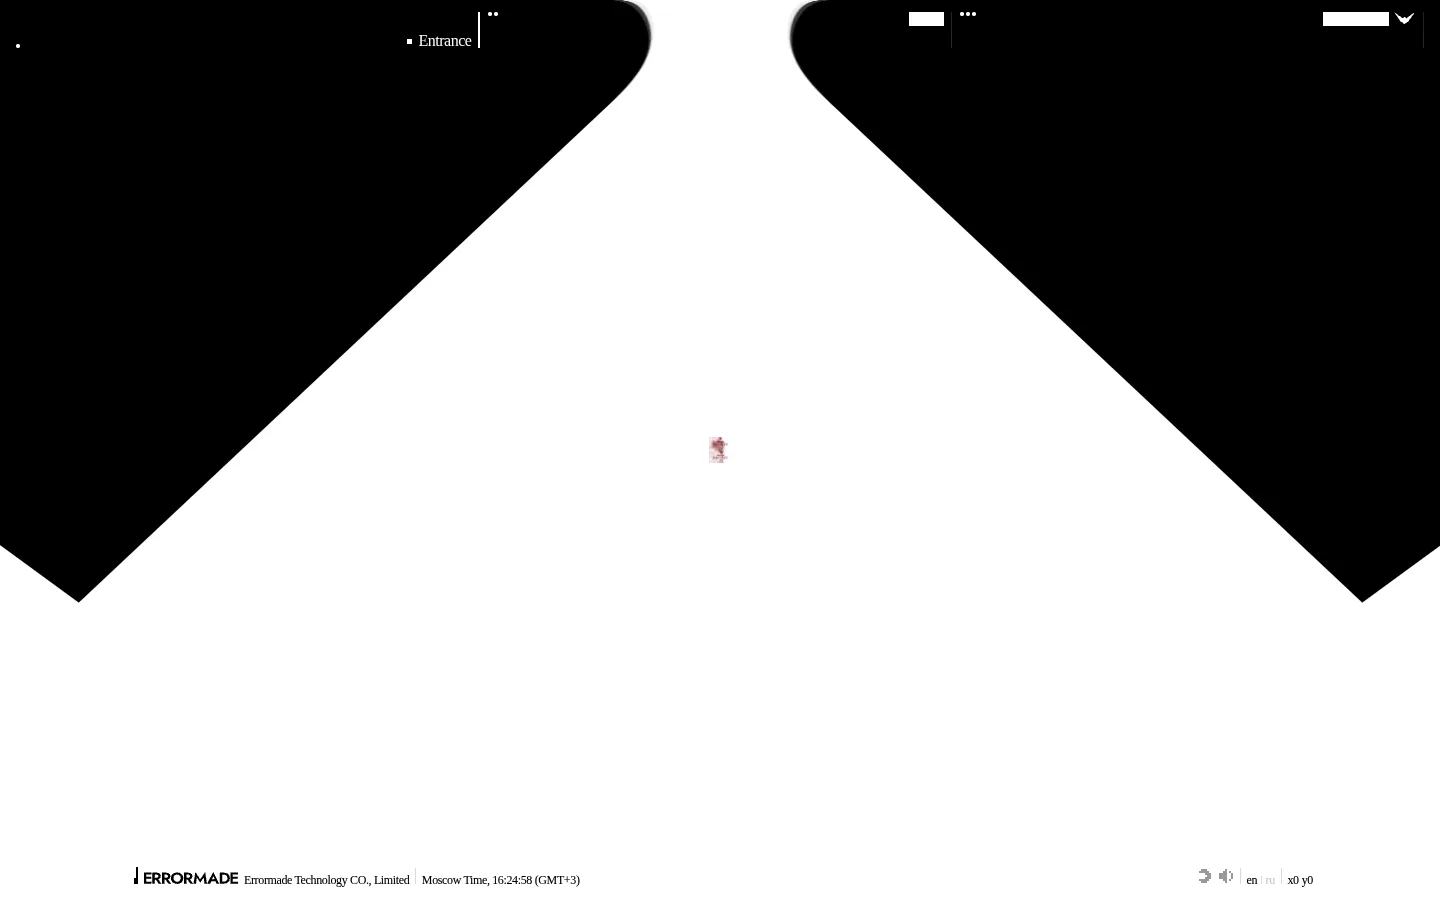 Entrance
ERRORMADE Errormade Technology CO., Limited Moscow Time, 16:24:58 (GMT+3)
en ru x0 y0